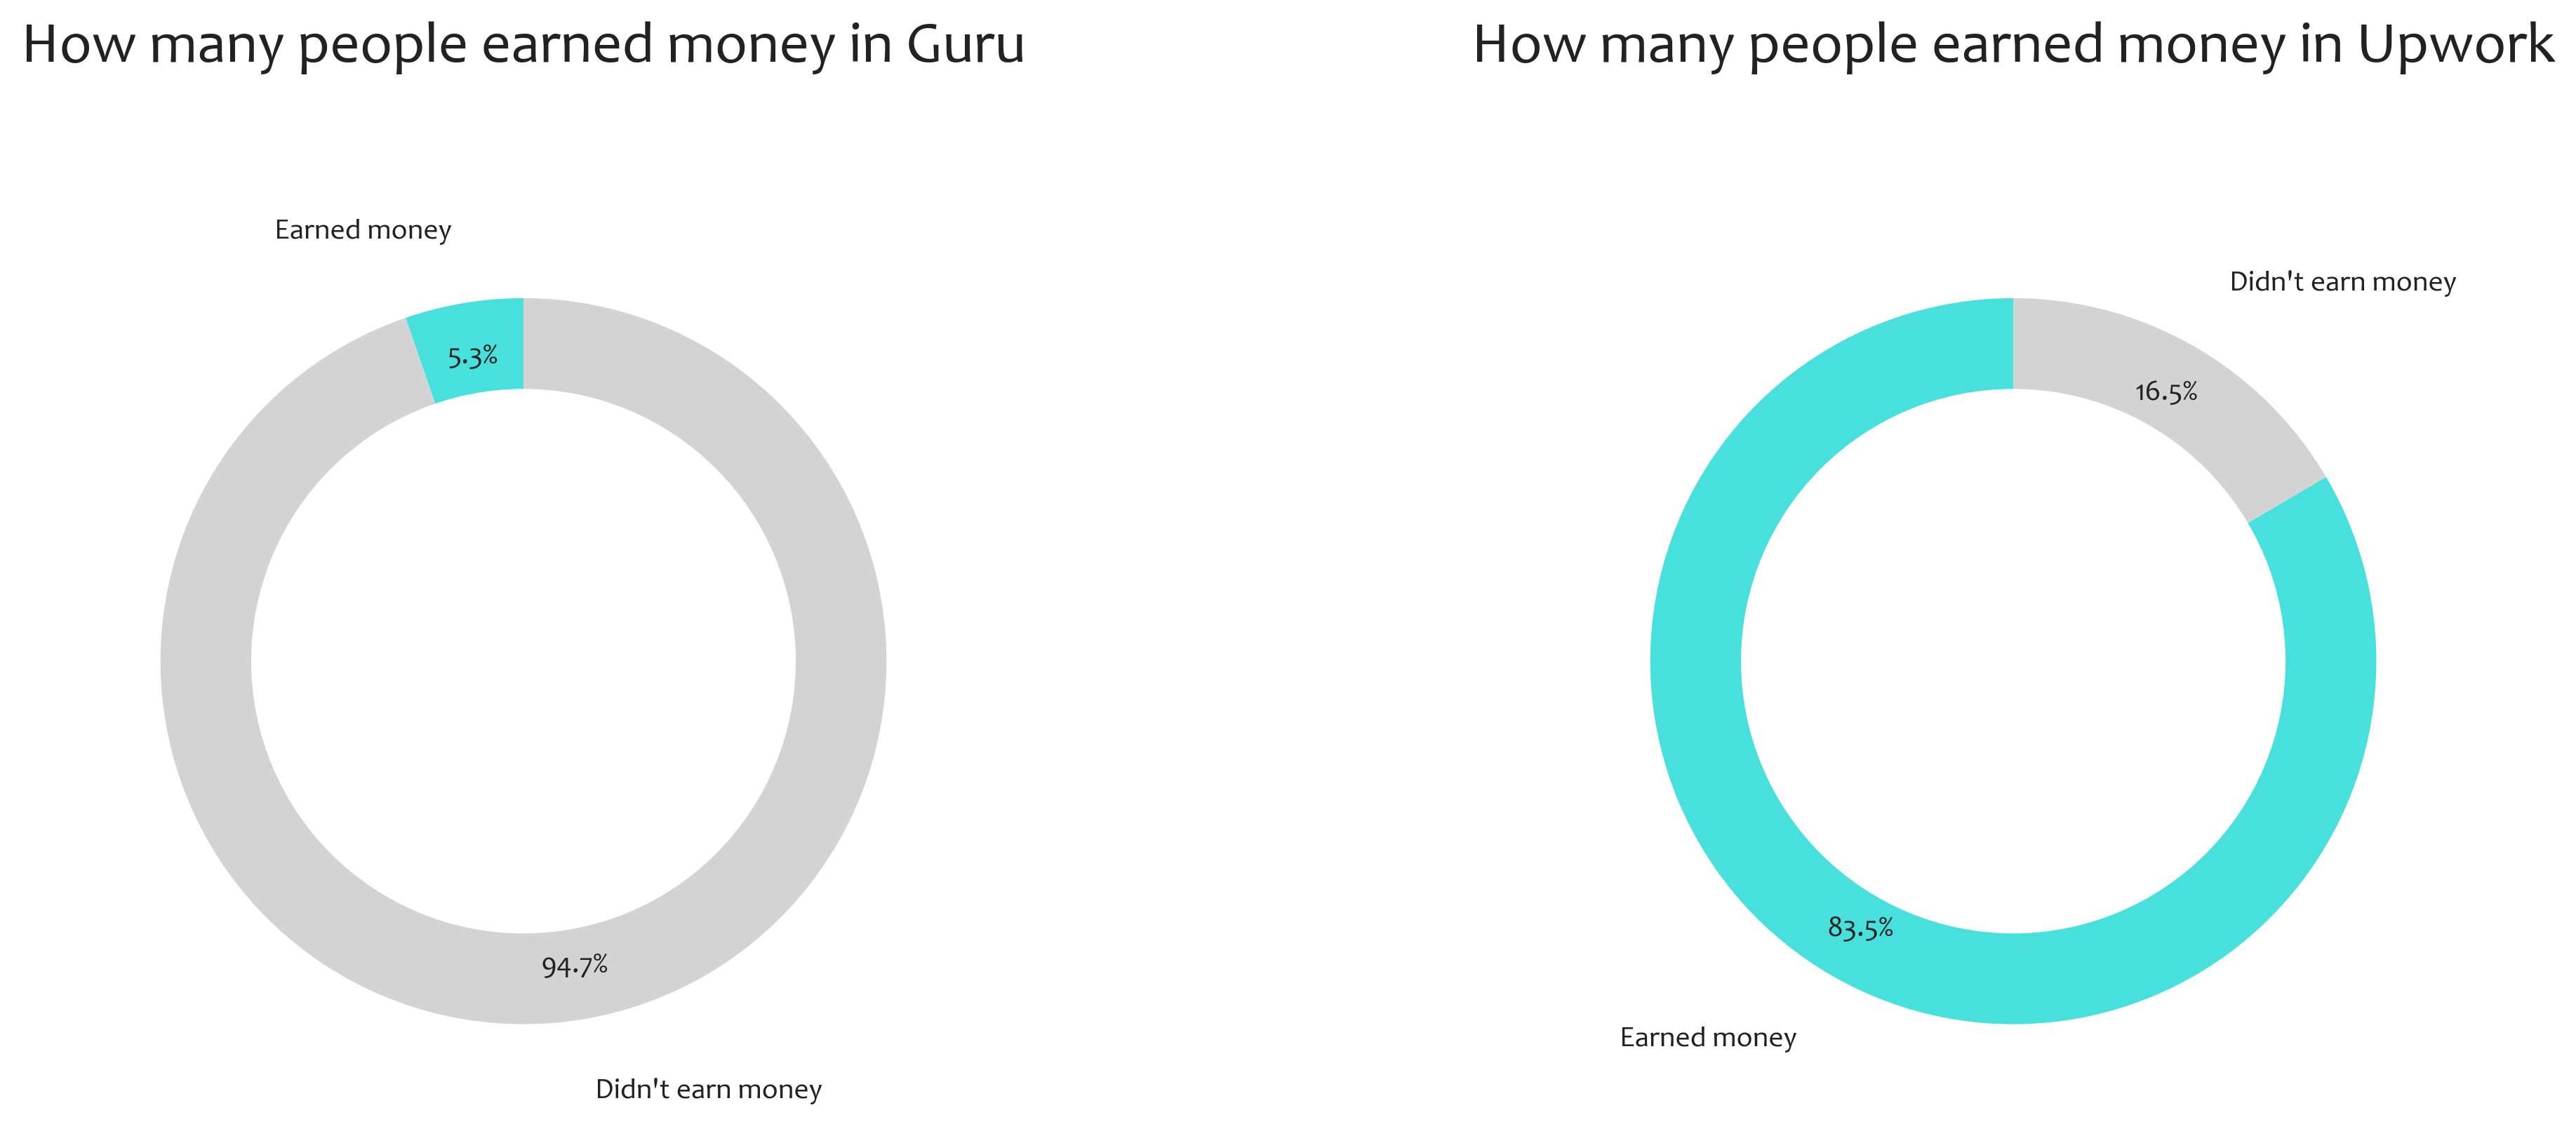 How many people earned money in Guru
Earned money
5.3%
94.7%
Didn't earn money
How many people earned money in Upwork
Didn't earn money
16.5%
83.5%
Earned money